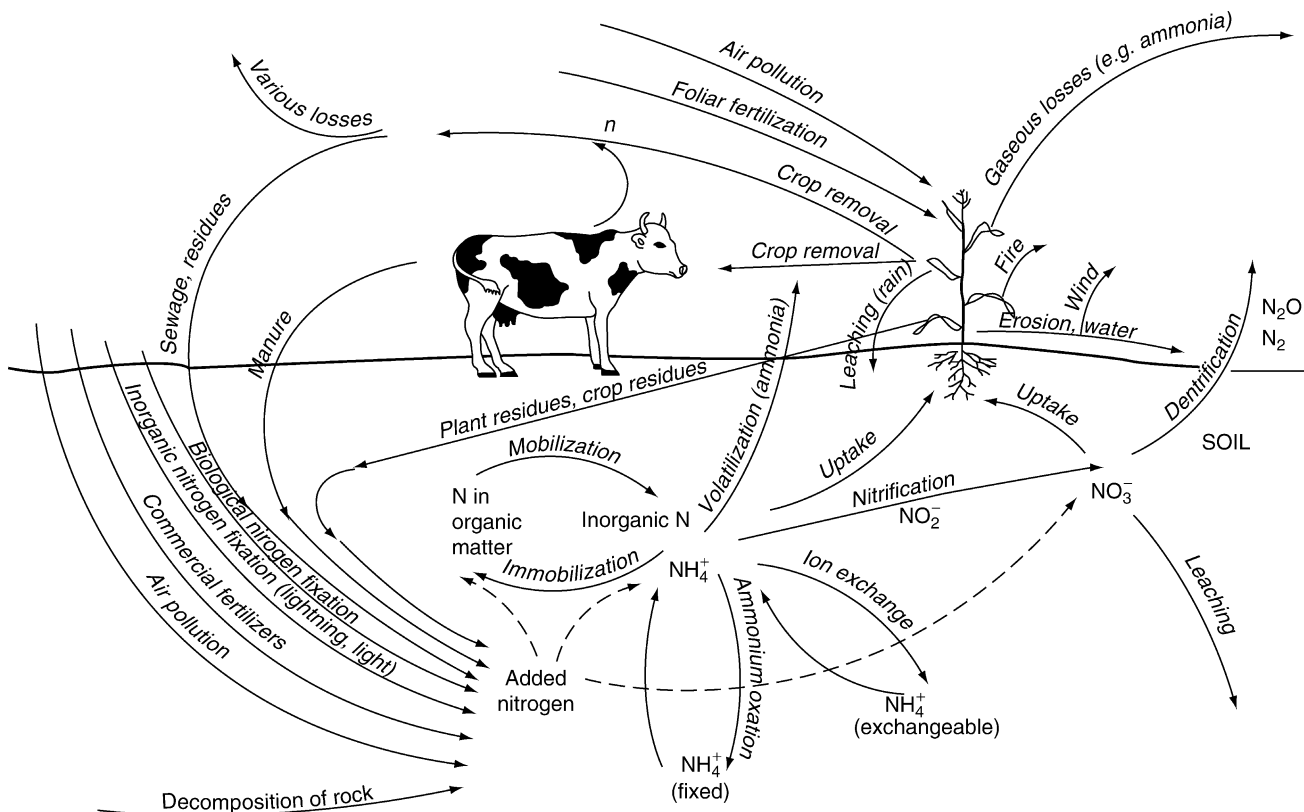 Air pollution
Gaseous losses (e.g. ammonia)
Various losses
Foliar fertilization
n
Crop removal
Sewage, residues
Crop removal
Fire
Wind
Leaching (rain)
Manure
Erosion, water
N₂O
N₂
Volatilization (ammonia)
Dentrification
Plant residues, crop residues
Uptake
Mobilization
Uptake
SOIL
Nitrification
NO₂⁻
NO₃⁻
N in
organic
matter
Inorganic N
NH₄⁺
Immobilization
Ion exchange
Biological nirogen fixation
Inorganic nitrogen fixation (lightning, light)
Commercial fertilizers
Air pollution
Leaching
Ammonium oxation
Added
nitrogen
NH₄⁺
(exchangeable)
NH₄⁺
(fixed)
Decomposition of rock